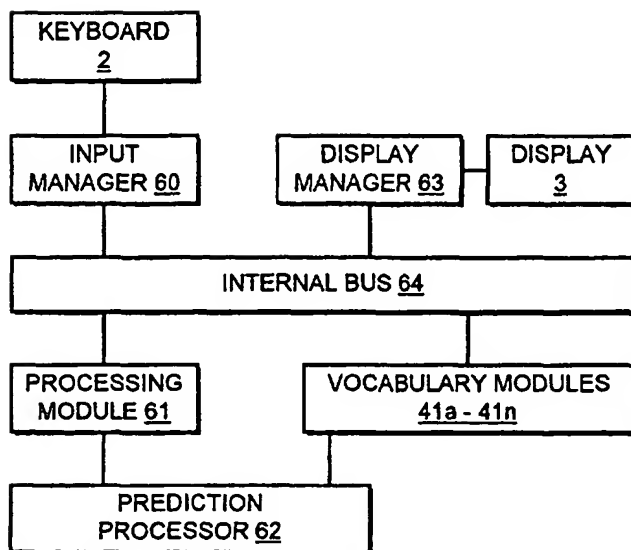 KEYBOARD
2
INPUT
MANAGER 60
DISPLAY
MANAGER 63
DISPLAY
3
INTERNAL BUS 64
PROCESSING
MODULE 61
VOCABULARY MODULES
41a - 41n
PREDICTION
PROCESSOR 62